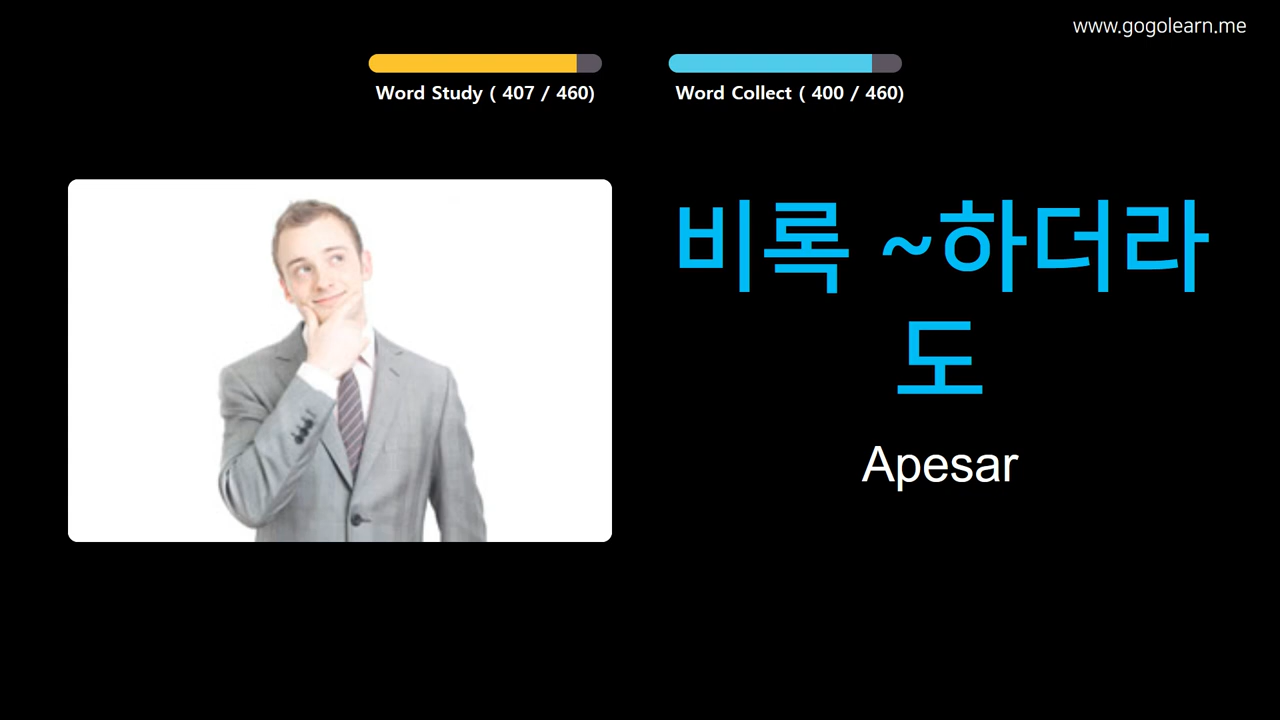 www.gogolearn.me
Word Study ( 407 / 460)
Word Collect ( 400 / 460)
비록 ~하더라
도
Apesar